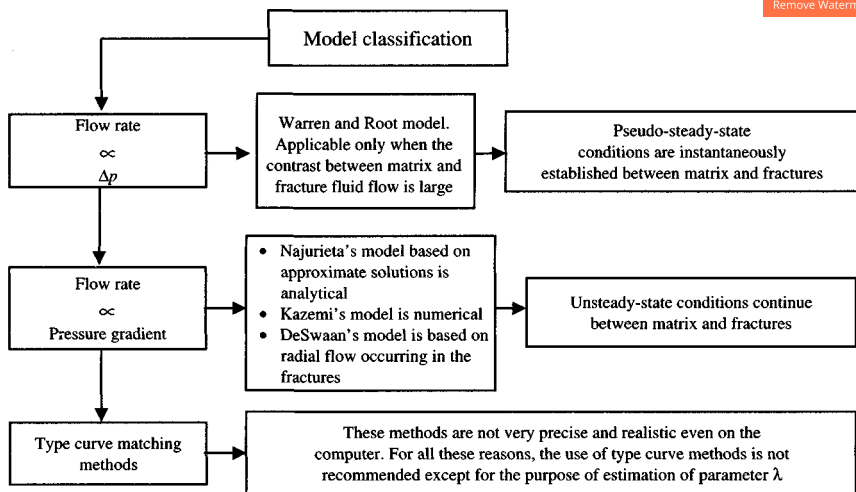 Remove Waterm
Model classification
Flow rate
∝
Δp
Warren and Root model.
Applicable only when the
contrast between matrix and
fracture fluid flow is large
Pseudo-steady-state
conditions are instantaneously
established between matrix and fractures
Flow rate
∝
Pressure gradient
• Najurieta's model based on
approximate solutions is
analytical
• Kazemi's model is numerical
• DeSwaan's model is based on
radial flow occurring in the
fractures
Unsteady-state conditions continue
between matrix and fractures
Type curve matching
methods
These methods are not very precise and realistic even on the
computer. For all these reasons, the use of type curve methods is not
recommended except for the purpose of estimation of parameter λ